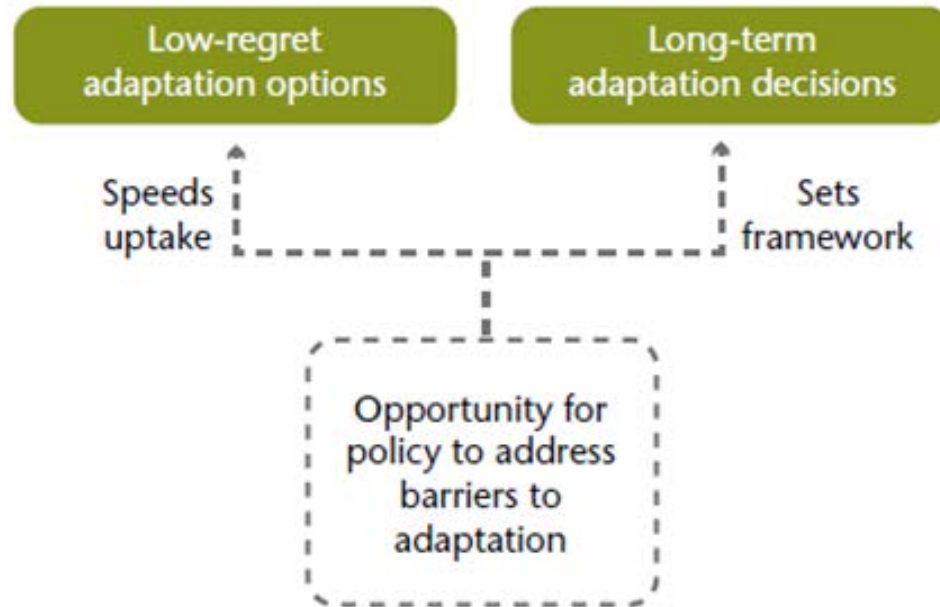 Low-regret
adaptation options
Long-term
adaptation decisions
Speeds
uptake
Sets
framework
Opportunity for
policy to address
barriers to
adaptation